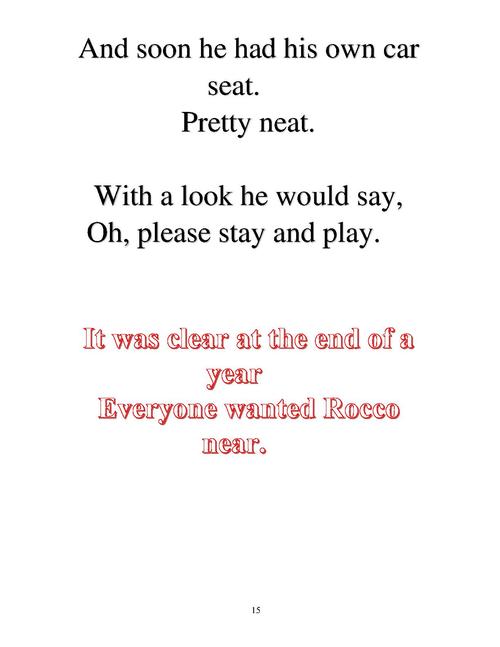 And soon he had his own car
seat.
Pretty neat.
With a look he would say,
Oh, please stay and play.
It was clear at the end of a
year
Everyone wanted Rocco
near.
15